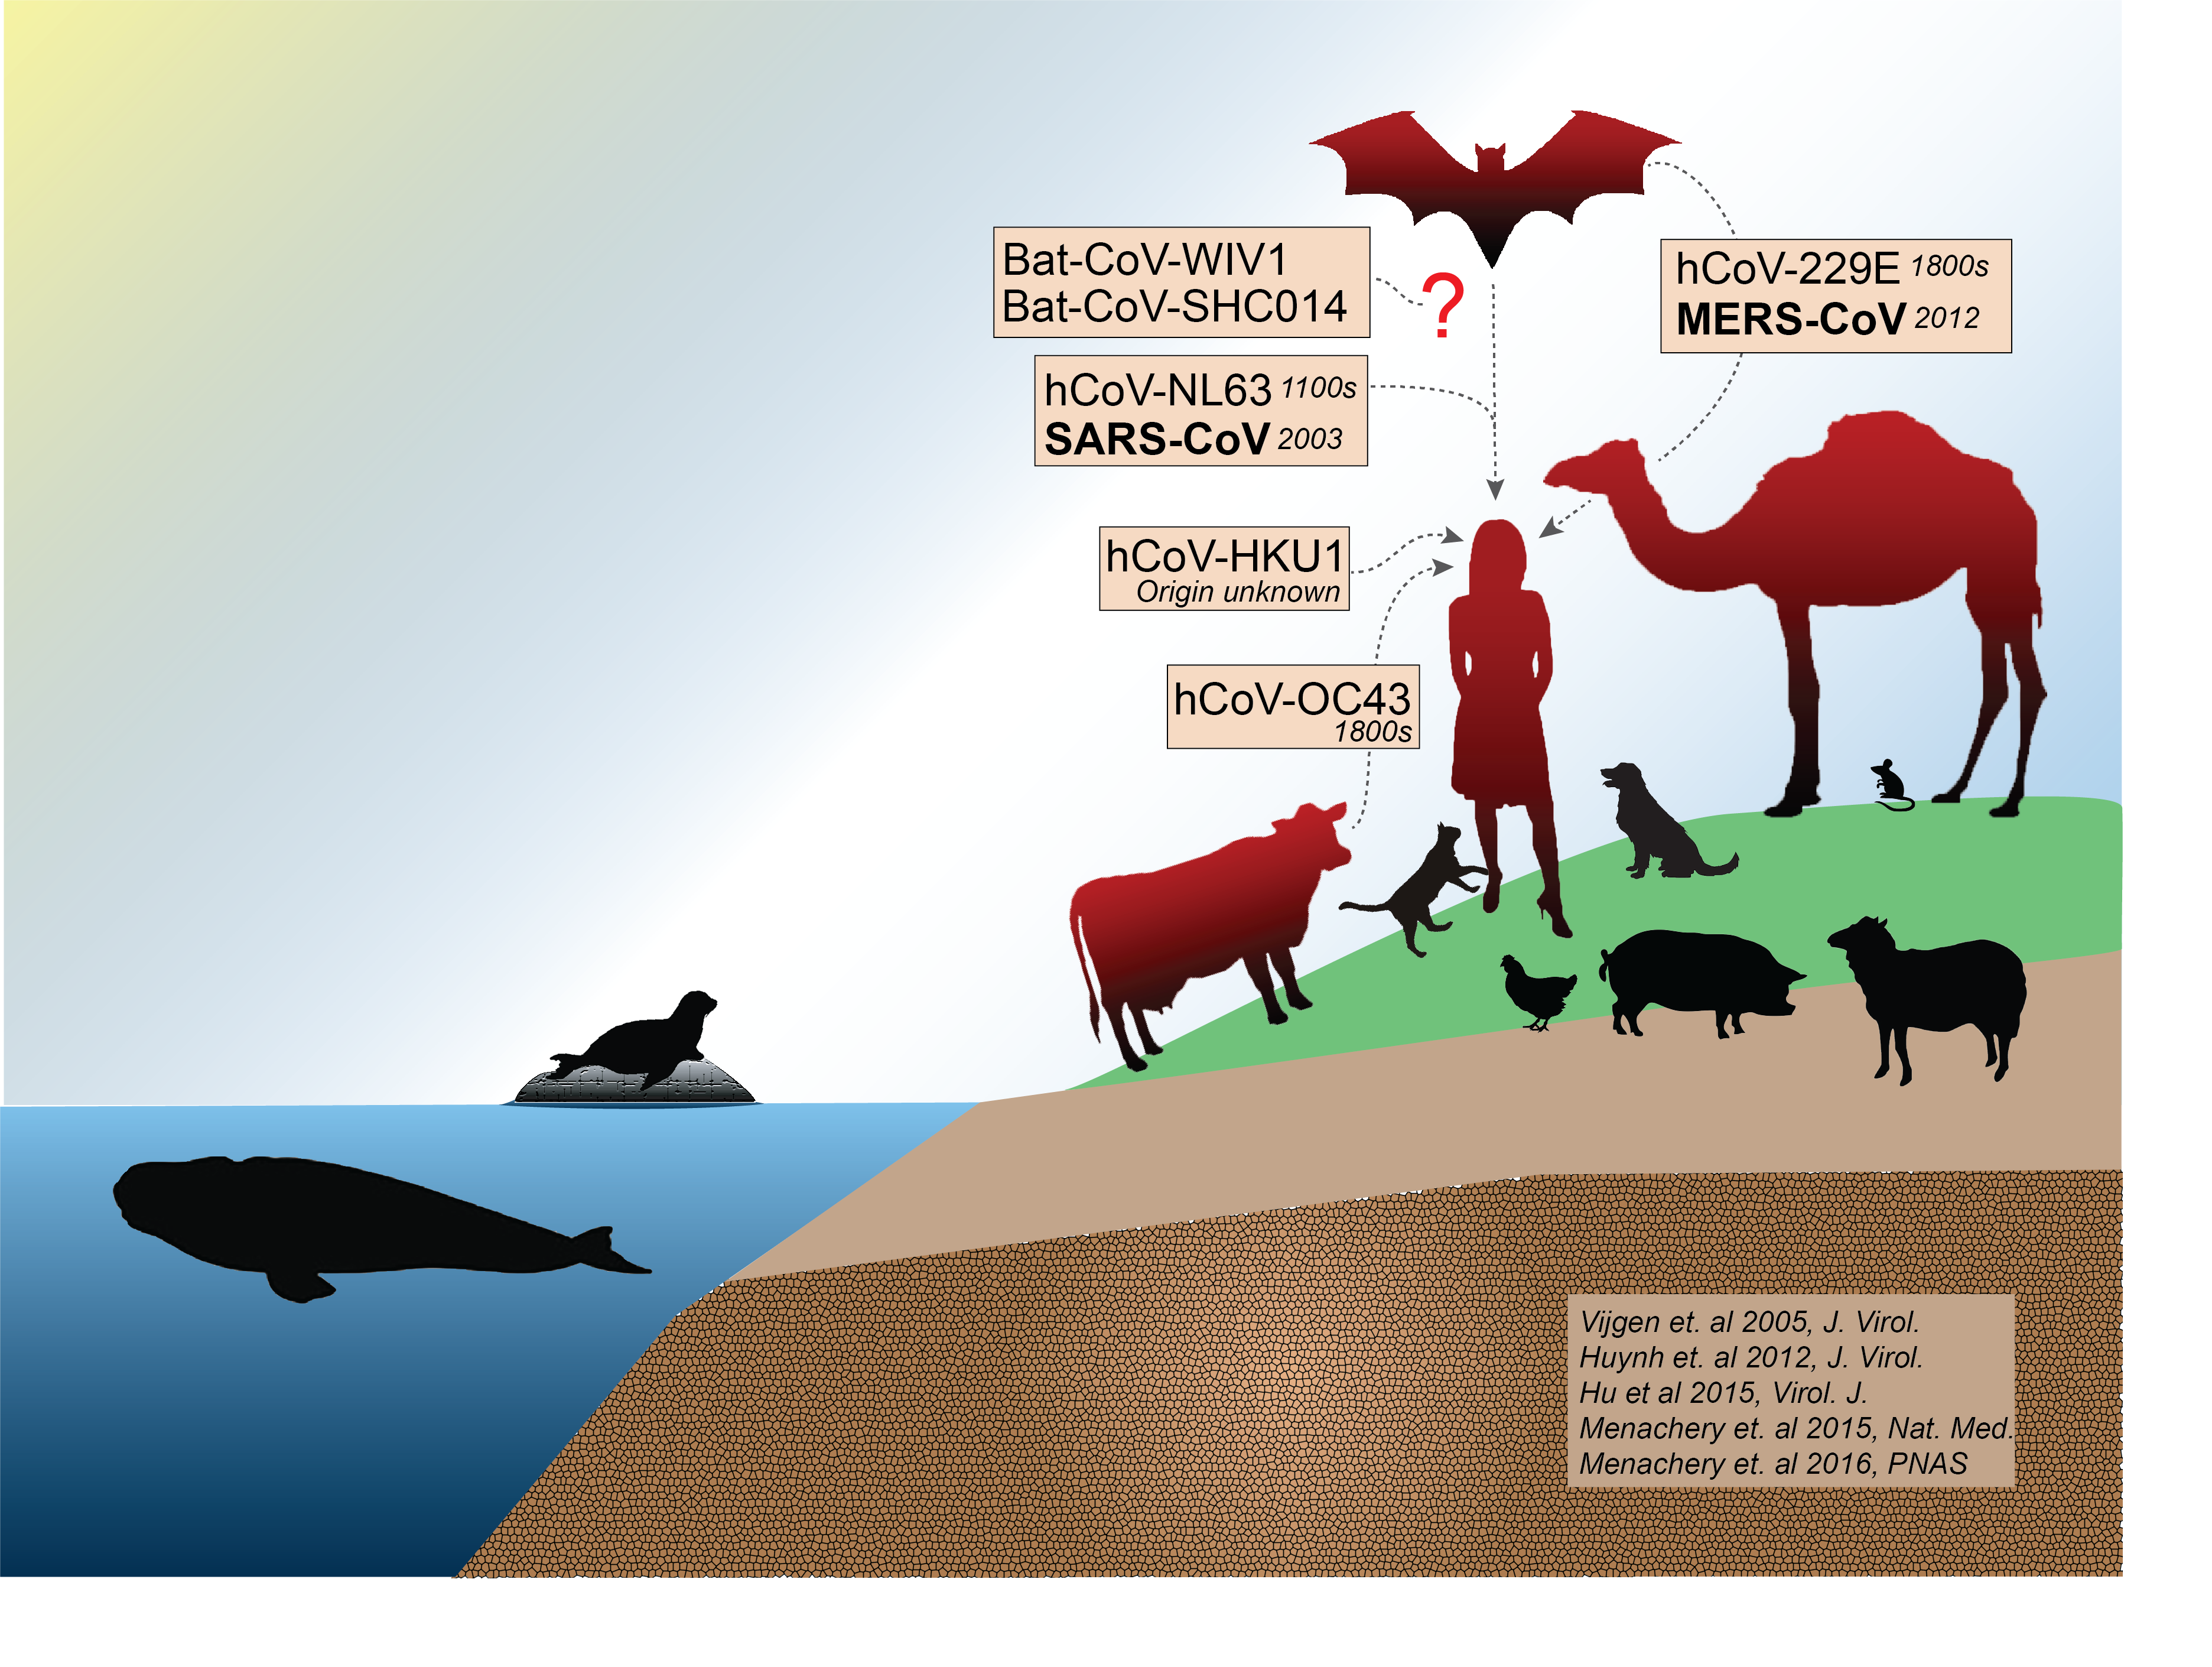 Bat-CoV-WIV1
Bat-CoV-SHC014
?
hCoV-229E 1800s
MERS-CoV 2012
hCoV-NL63 1100s
SARS-CoV 2003
hCoV-HKU1
Origin unknown
hCoV-OC43
1800s
Vijgen et. al 2005, J. Virol.
Huynh et. al 2012, J. Virol.
Hu et al 2015, Virol. J.
Menachery et. al 2015, Nat. Med.
Menachery et. al 2016, PNAS